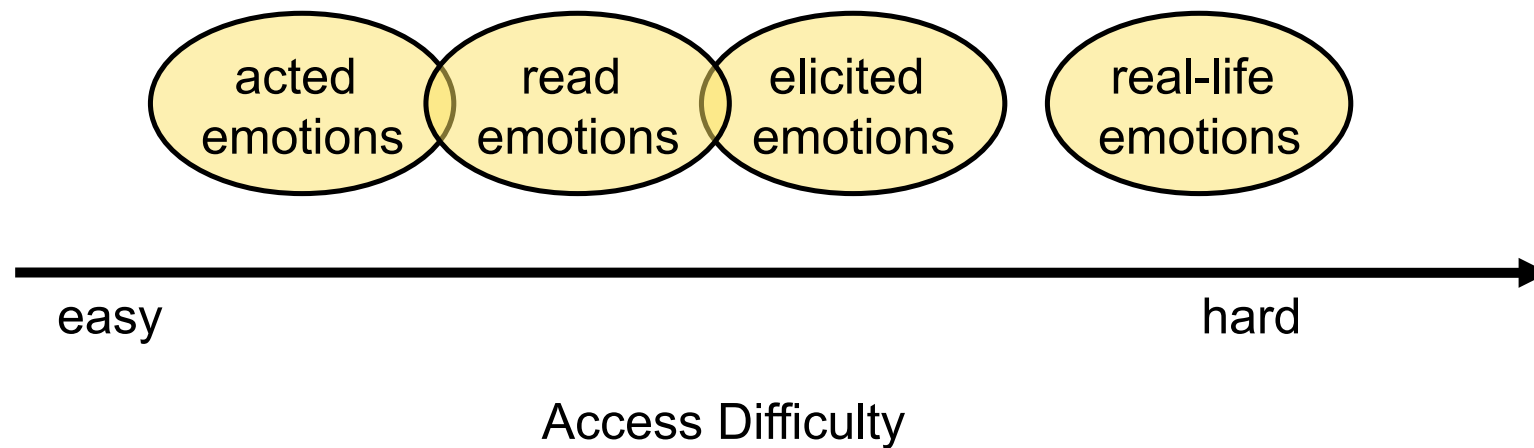 acted
emotions
read
emotions
elicited
emotions
real-life
emotions
easy
hard
Access Difficulty